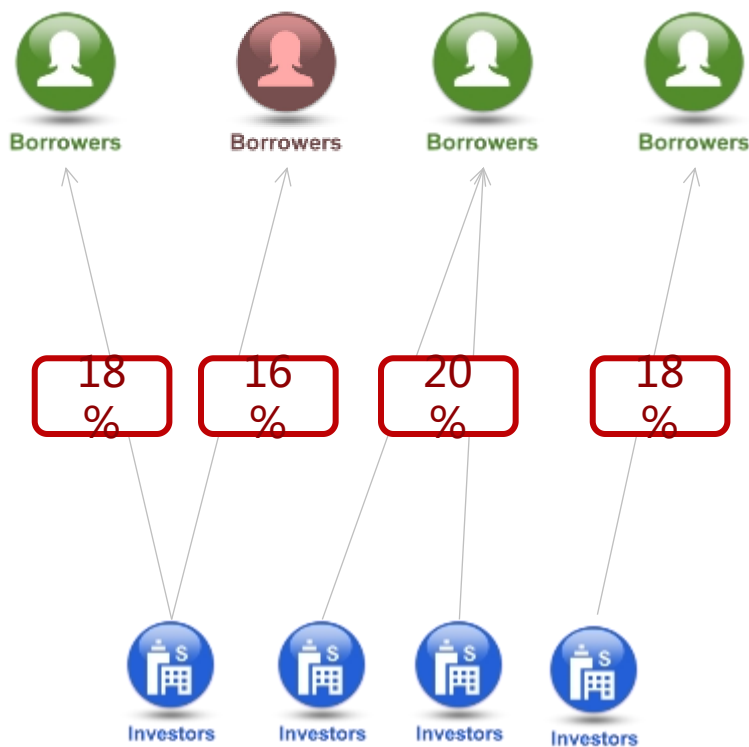 Borrowers Borrowers Borrowers Borrowers
18 16 20 18
% % % %
S S S S
Investors Investors Investors Investors